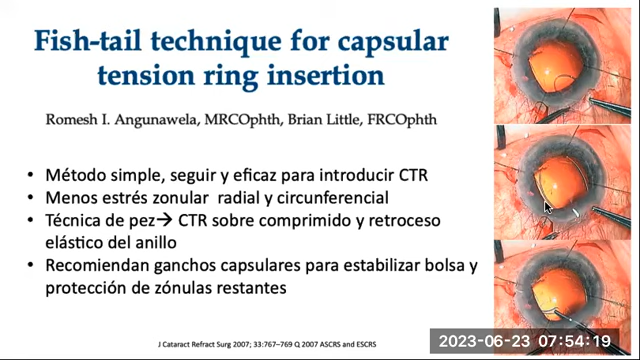 Fish-tail technique for capsular
tension ring insertion
Romesh I. Angunawela, MRCOphth, Brian Little, FRCOphth
• Método simple, seguir y eficaz para introducir CTR
• Menos estrés zonular radial y circunferencial
• Técnica de pez→ CTR sobre comprimido y retroceso
elástico del anillo
• Recomiendan ganchos capsulares para estabilizar bolsa y
protección de zónulas restantes
J Cataract Refract Surg 2007; 33:767–769 Q 2007 ASCRS and ESCRS
2023-06-23 07:54:19